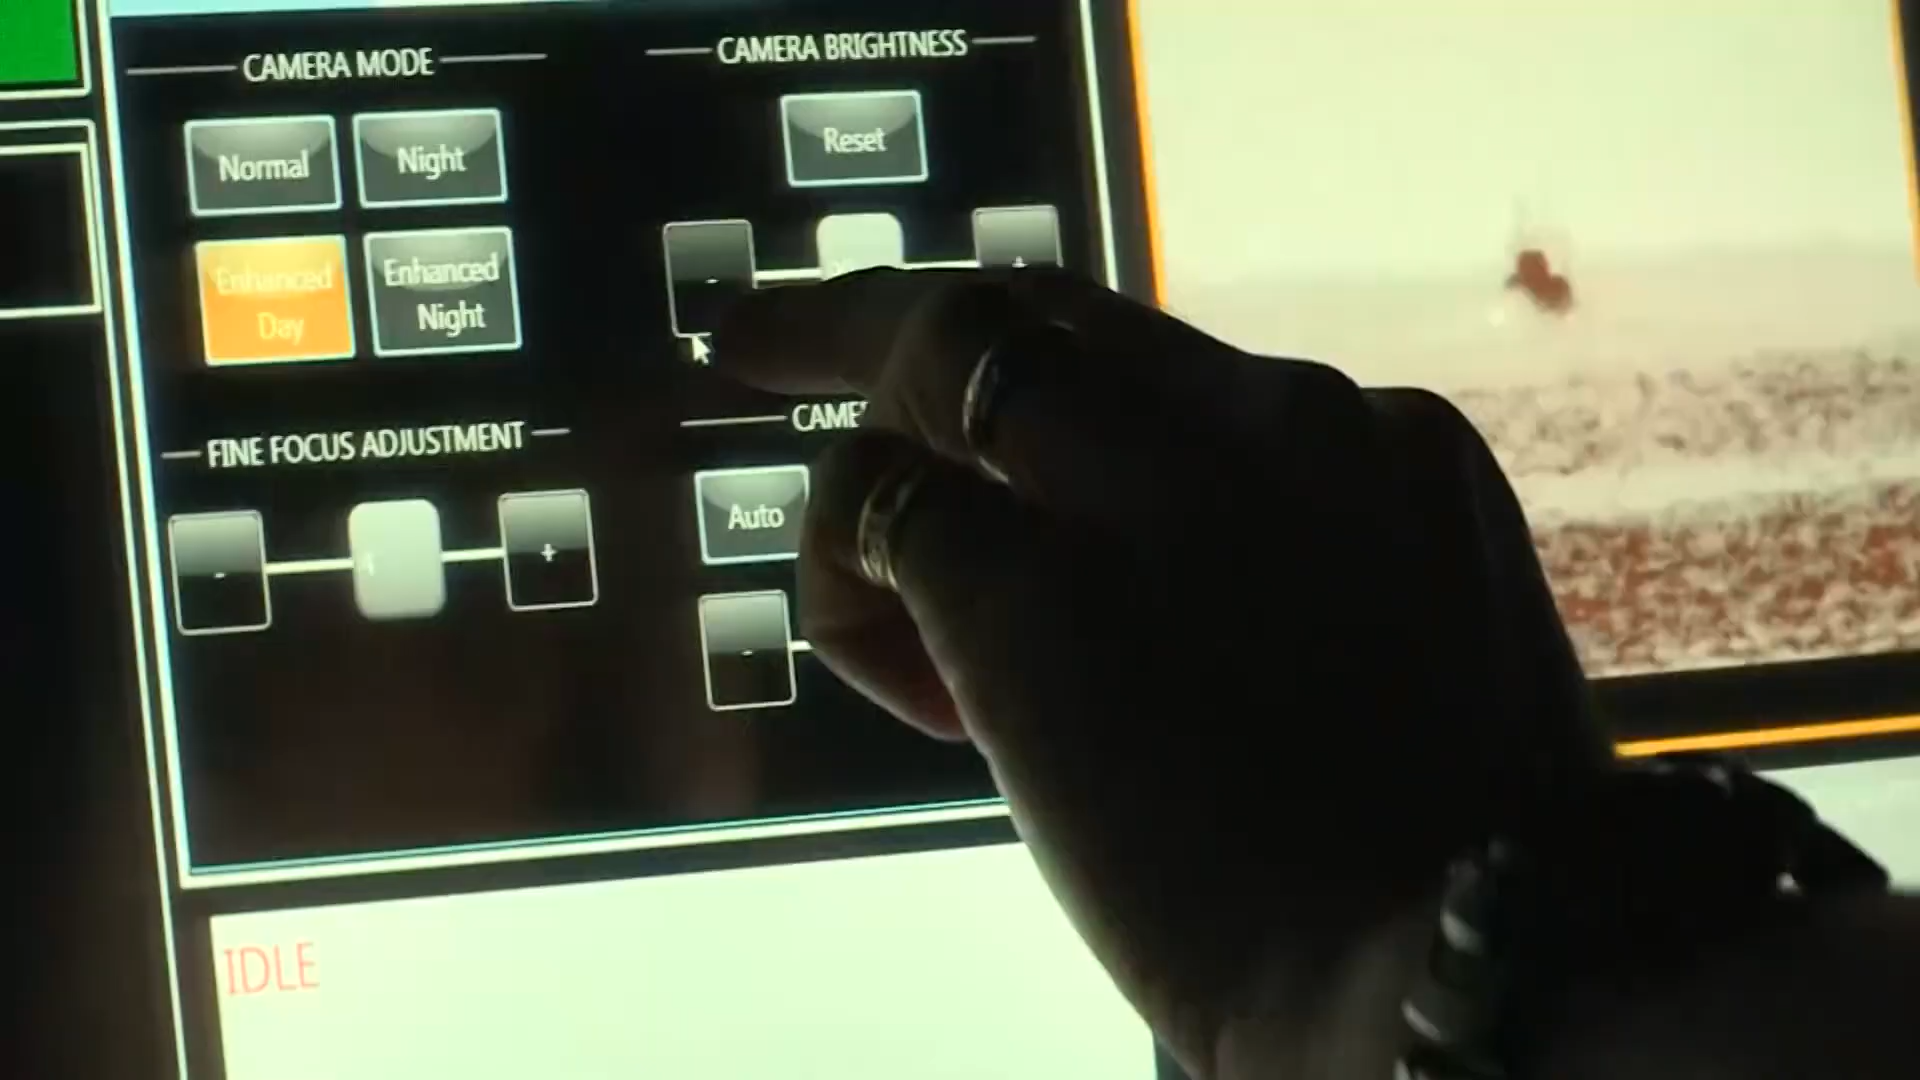 CAMERA MODE
CAMERA BRIGHTNESS
Normal
Night
Reset
Enhanced
Day
Enhanced
Night
-
+
FINE FOCUS ADJUSTMENT
-
+
Auto
-
IDLE